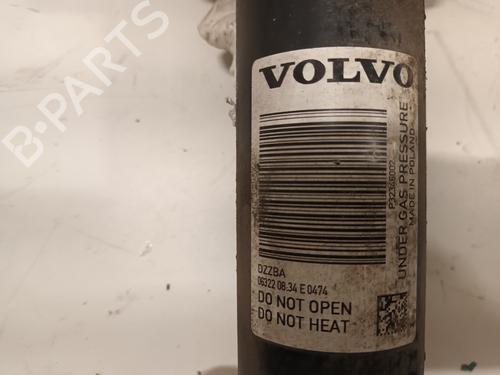 B-PARTS
VOLVO
P32346002
UNDER GAS PRESSURE
MADE IN POLAND
DZZBA
06322 08.34 E 0474
DO NOT OPEN
DO NOT HEAT